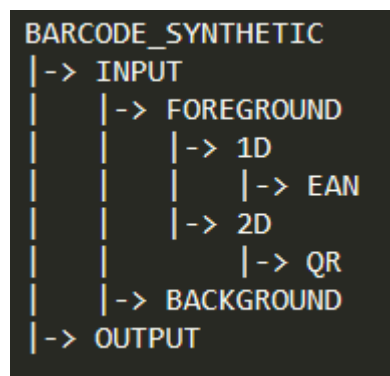 BARCODE_SYNTHETIC
|-> INPUT
|   |-> FOREGROUND
|   |   |-> 1D
|   |   |   |-> EAN
|   |   |-> 2D
|   |       |-> QR
|   |-> BACKGROUND
|-> OUTPUT